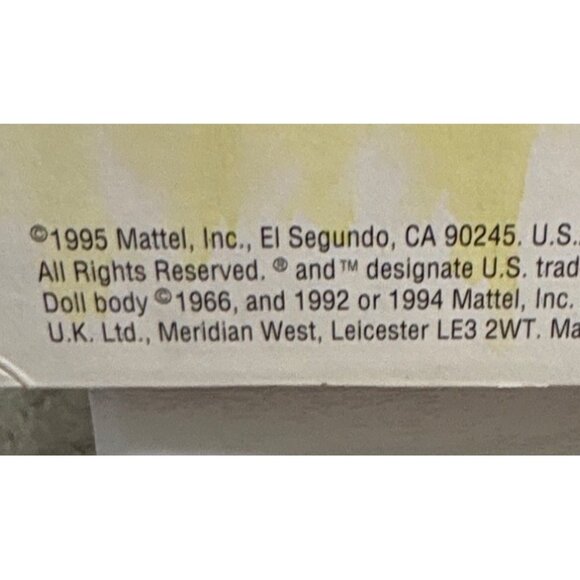 ©1995 Mattel, Inc., El Segundo, CA 90245. U.S.
All Rights Reserved. ® and ™ designate U.S. trad
Doll body ©1966, and 1992 or 1994 Mattel, Inc.
U.K. Ltd., Meridian West, Leicester LE3 2WT. Ma